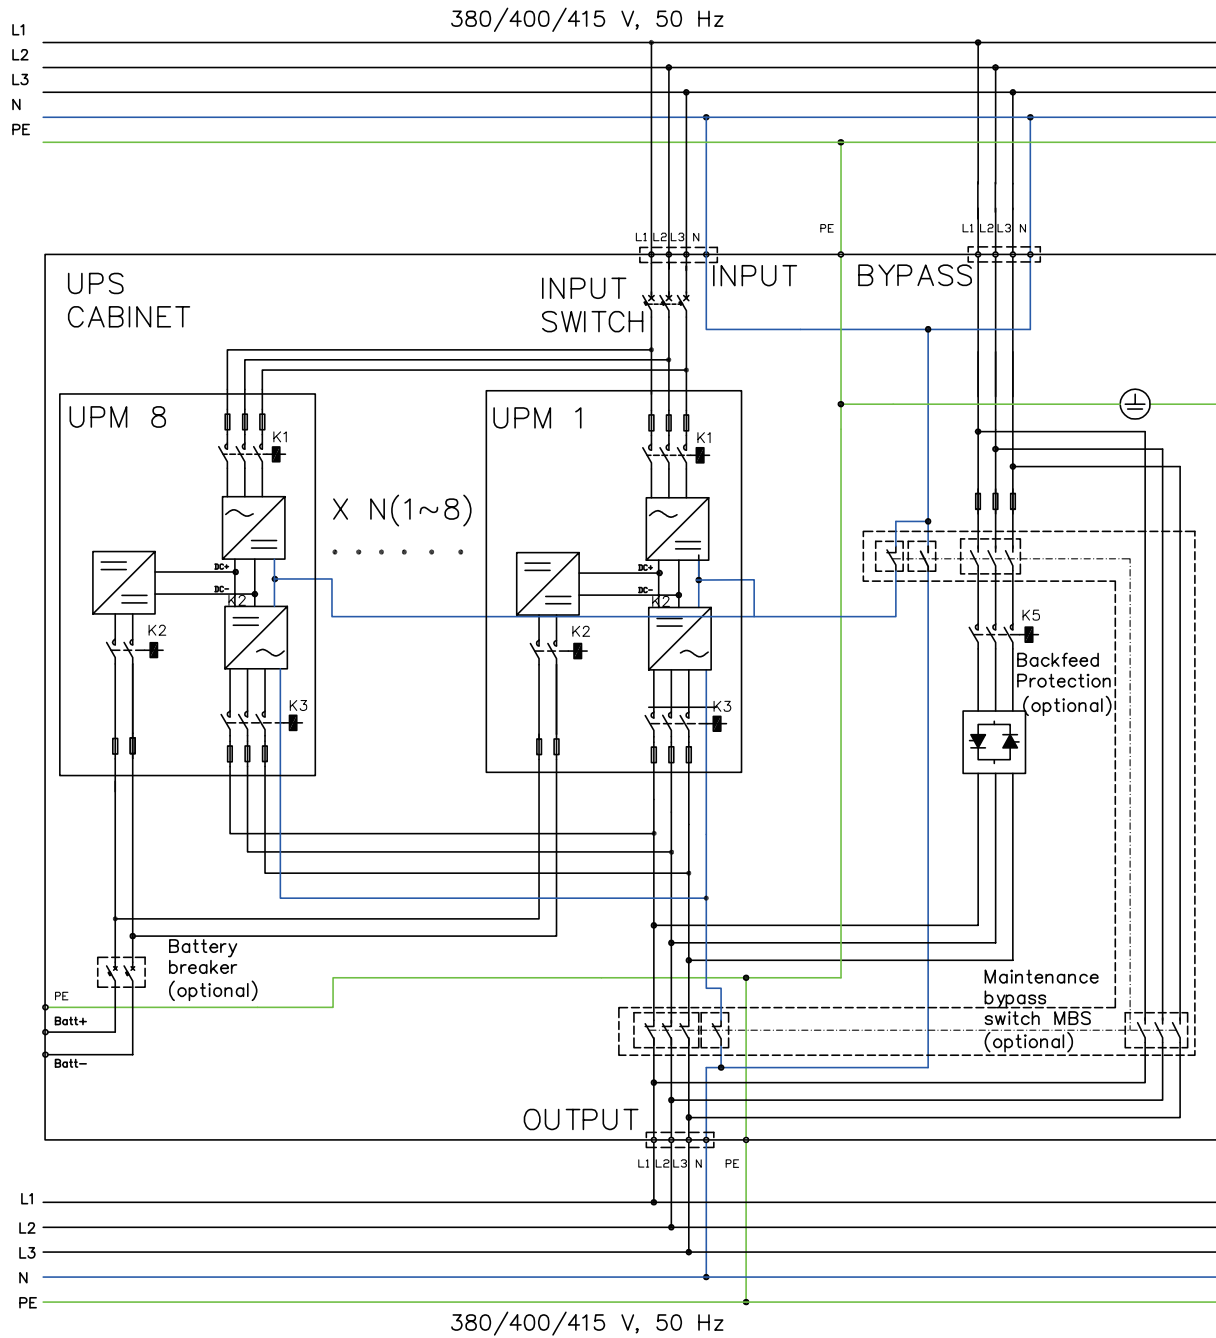 380/400/415 V, 50 Hz
L1
L2
L3
N
PE
L1 L2 L3 N
PE
L1 L2 L3 N
UPS
CABINET
INPUT
SWITCH
INPUT
BYPASS
UPM 8
UPM 1
K1
K1
X N(1~8)
DC+
DC-
K2
DC+
DC-
K2
K2
K2
K5
Backfeed
Protection
(optional)
K3
K3
Battery
breaker
(optional)
PE
Batt+
Batt-
Maintenance
bypass
switch MBS
(optional)
OUTPUT
L1 L2 L3 N PE
L1
L2
L3
N
PE
380/400/415 V, 50 Hz